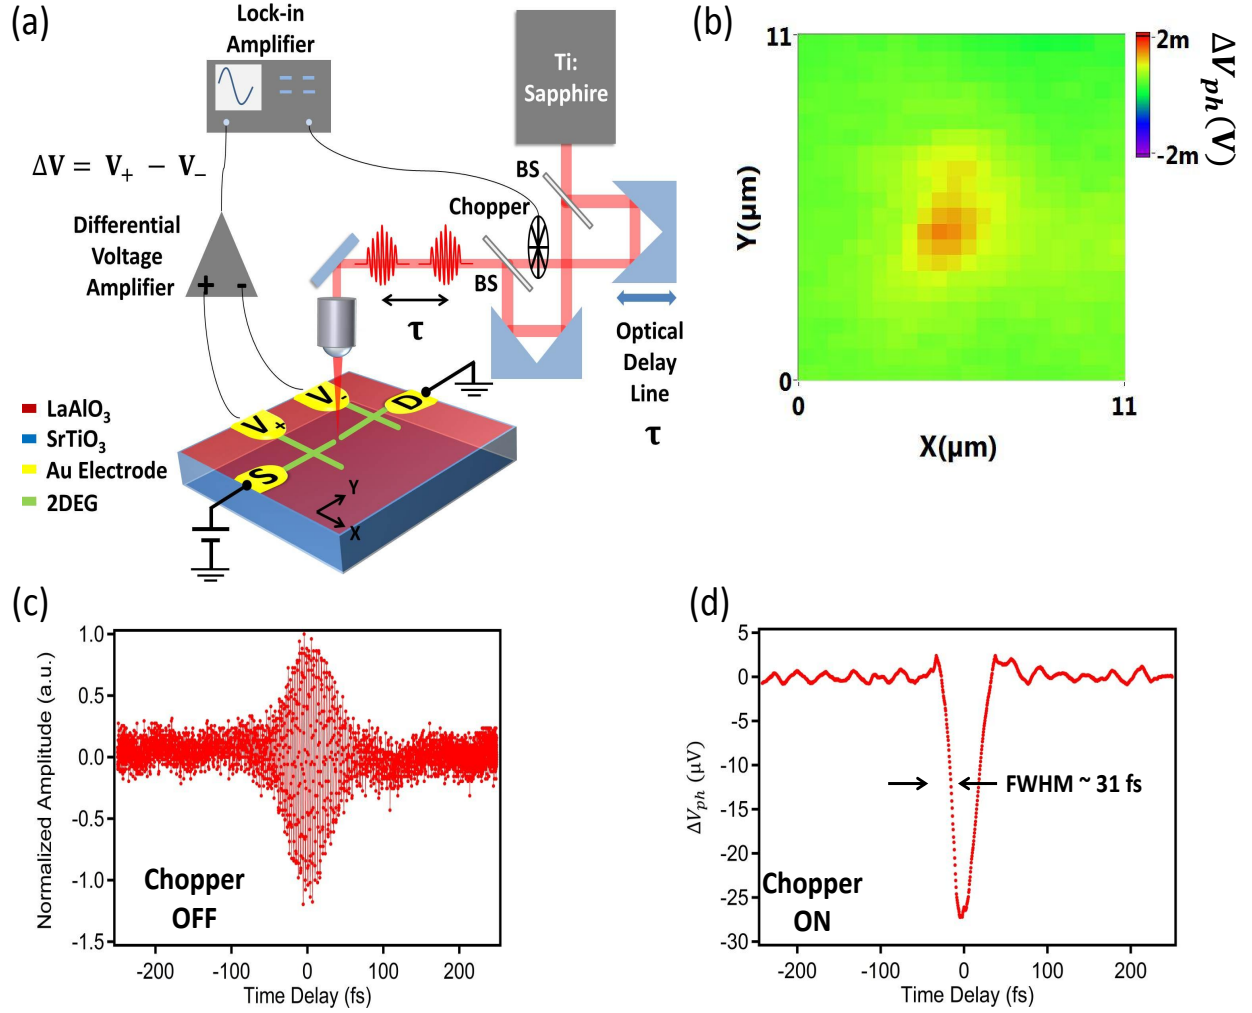 (a)
Lock-in
Amplifier
Ti:
Sapphire
ΔV = V₊ − V₋
BS
Chopper
Differential
Voltage
Amplifier
+ -
BS
τ
Optical
Delay
Line
τ
V₊
V₋
D
S
Y
X
LaAlO₃
SrTiO₃
Au Electrode
2DEG
(b)
11
Y(μm)
0
0 11
X(μm)
2m
-2m
ΔV_ph(V)
(c)
1.0
0.5
0.0
-0.5
-1.0
-1.5
Normalized Amplitude (a.u.)
Chopper
OFF
-200 -100 0 100 200
Time Delay (fs)
(d)
5
0
-5
-10
-15
-20
-25
-30
ΔV_ph (μV)
FWHM ~ 31 fs
Chopper
ON
-200 -100 0 100 200
Time Delay (fs)